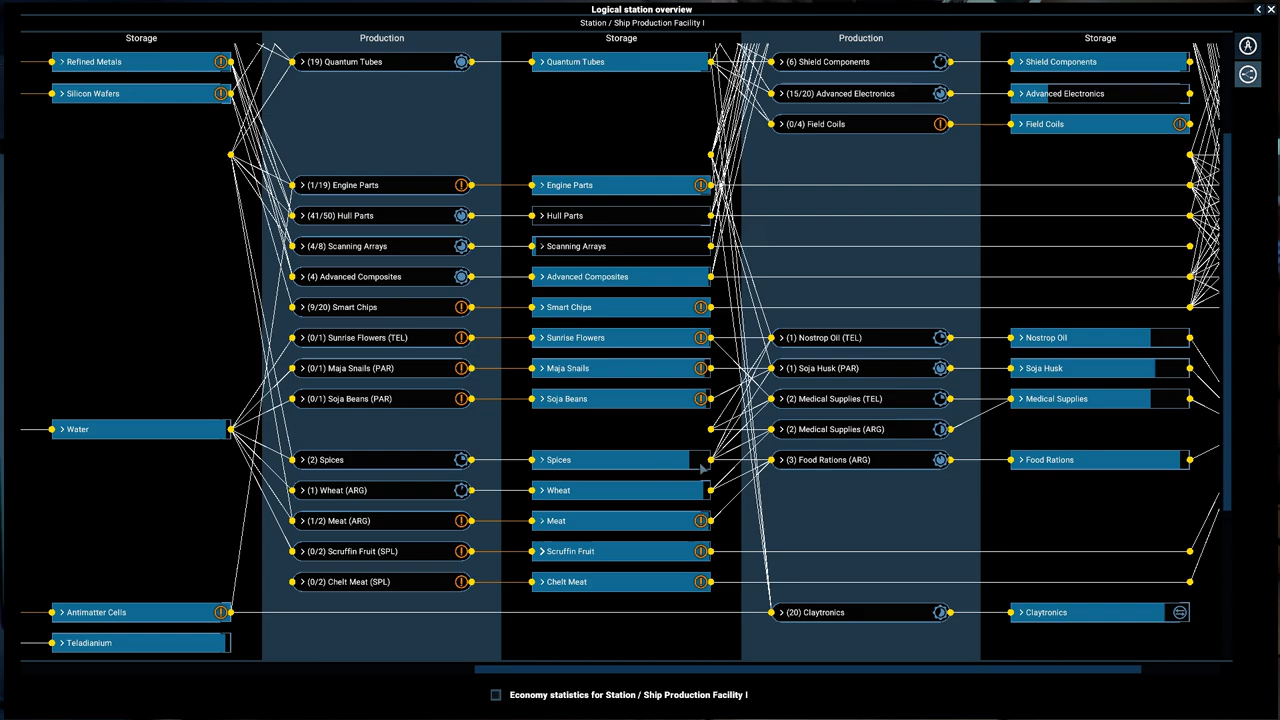 Logical station overview
Station / Ship Production Facility I
Storage Production Storage Production Storage
Refined Metals (19) Quantum Tubes Quantum Tubes (6) Shield Components Shield Components
Silicon Wafers (15/20) Advanced Electronics Advanced Electronics
(0/4) Field Coils Field Coils
(1/19) Engine Parts Engine Parts
(41/50) Hull Parts Hull Parts
(4/8) Scanning Arrays Scanning Arrays
(4) Advanced Composites Advanced Composites
(9/20) Smart Chips Smart Chips
(0/1) Sunrise Flowers (TEL) Sunrise Flowers (1) Nostrop Oil (TEL) Nostrop Oil
(0/1) Maja Snails (PAR) Maja Snails (1) Soja Husk (PAR) Soja Husk
(0/1) Soja Beans (PAR) Soja Beans (2) Medical Supplies (TEL) Medical Supplies
Water (2) Medical Supplies (ARG)
(2) Spices Spices (3) Food Rations (ARG) Food Rations
(1) Wheat (ARG) Wheat
(1/2) Meat (ARG) Meat
(0/2) Scruffin Fruit (SPL) Scruffin Fruit
(0/2) Chelt Meat (SPL) Chelt Meat
Antimatter Cells (20) Claytronics Claytronics
Teladianium
Economy statistics for Station / Ship Production Facility I